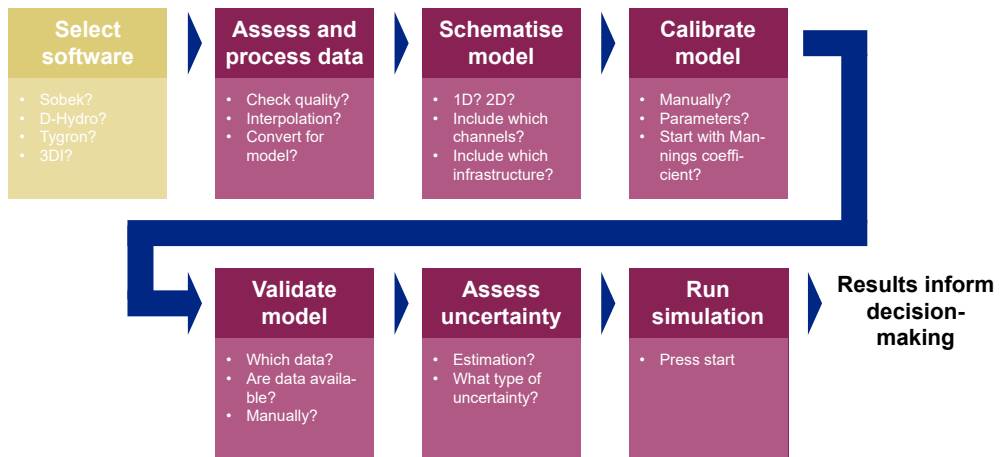 Select
software
• Sobek?
• D-Hydro?
• Tygron?
• 3DI?
Assess and
process data
• Check quality?
• Interpolation?
• Convert for
model?
Schematise
model
• 1D? 2D?
• Include which
channels?
• Include which
infrastructure?
Calibrate
model
• Manually?
• Parameters?
• Start with Man-
nings coeffi-
cient?
Validate
model
• Which data?
• Are data availa-
ble?
• Manually?
Assess
uncertainty
• Estimation?
• What type of
uncertainty?
Run
simulation
• Press start
Results inform
decision-
making